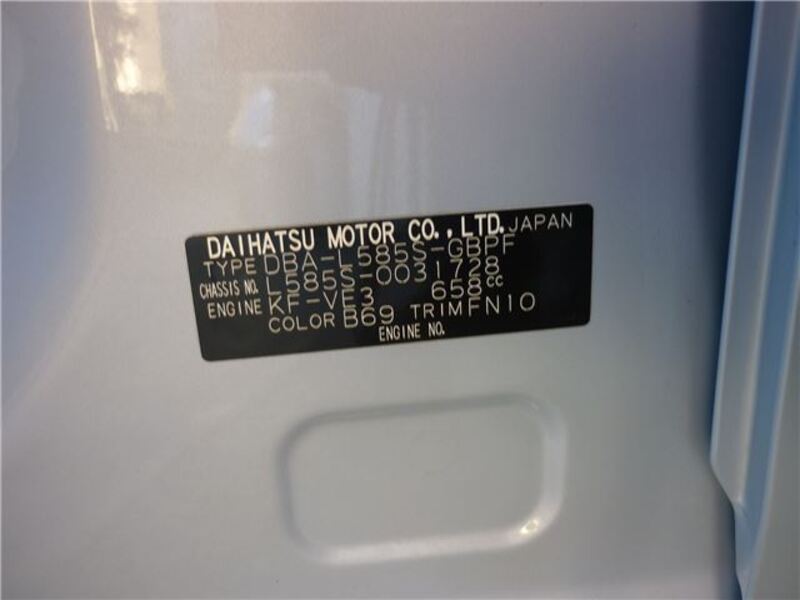 DAIHATSU MOTOR CO.,LTD. JAPAN
TYPE DBA-L585S-GBPF
CHASSIS NO. L585S-0031728
ENGINE KF-VE3 658cc
COLOR B69 TRIM FN10
ENGINE NO.